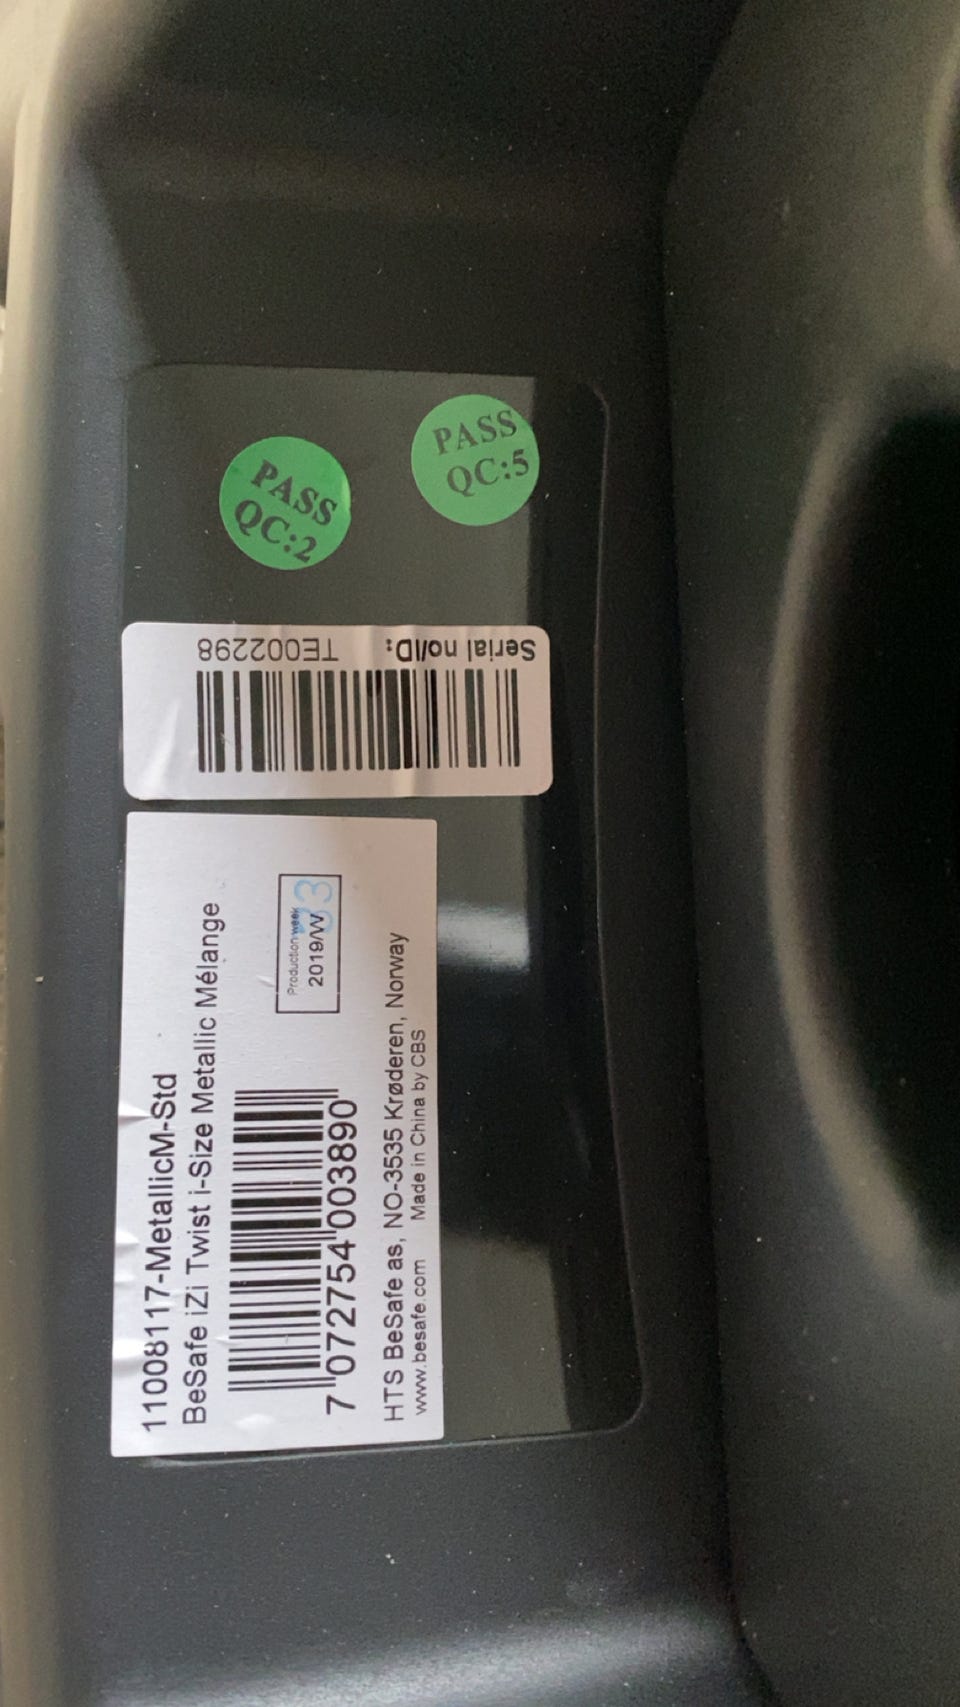 PASS
QC:2
PASS
QC:5
Serial no/ID: TE002298
11008117-MetallicM-Std
BeSafe iZi Twist i-Size Metallic Mélange
Production week
2019/W
7 072754 003890
HTS BeSafe as, NO-3535 Krøderen, Norway
www.besafe.com Made in China by CBS